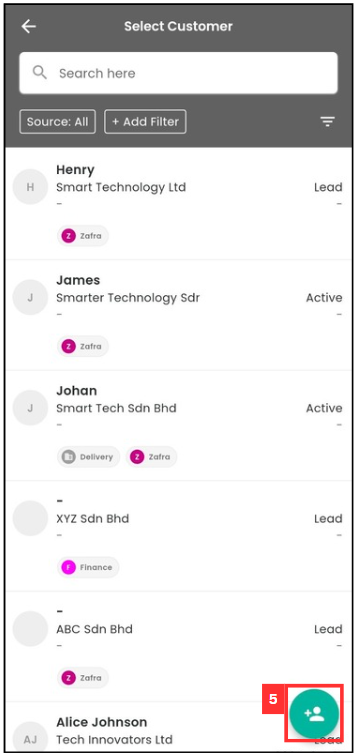 Select Customer
Search here
Source: All
+ Add Filter
H
Henry
Smart Technology Ltd
Lead
-
-
Z Zafra
J
James
Smarter Technology Sdr
Active
-
-
Z Zafra
J
Johan
Smart Tech Sdn Bhd
Active
-
-
Delivery
Z Zafra
-
XYZ Sdn Bhd
Lead
-
-
F Finance
-
ABC Sdn Bhd
Lead
-
-
Z Zafra
5
AJ
Alice Johnson
Tech Innovators Ltd
Lead